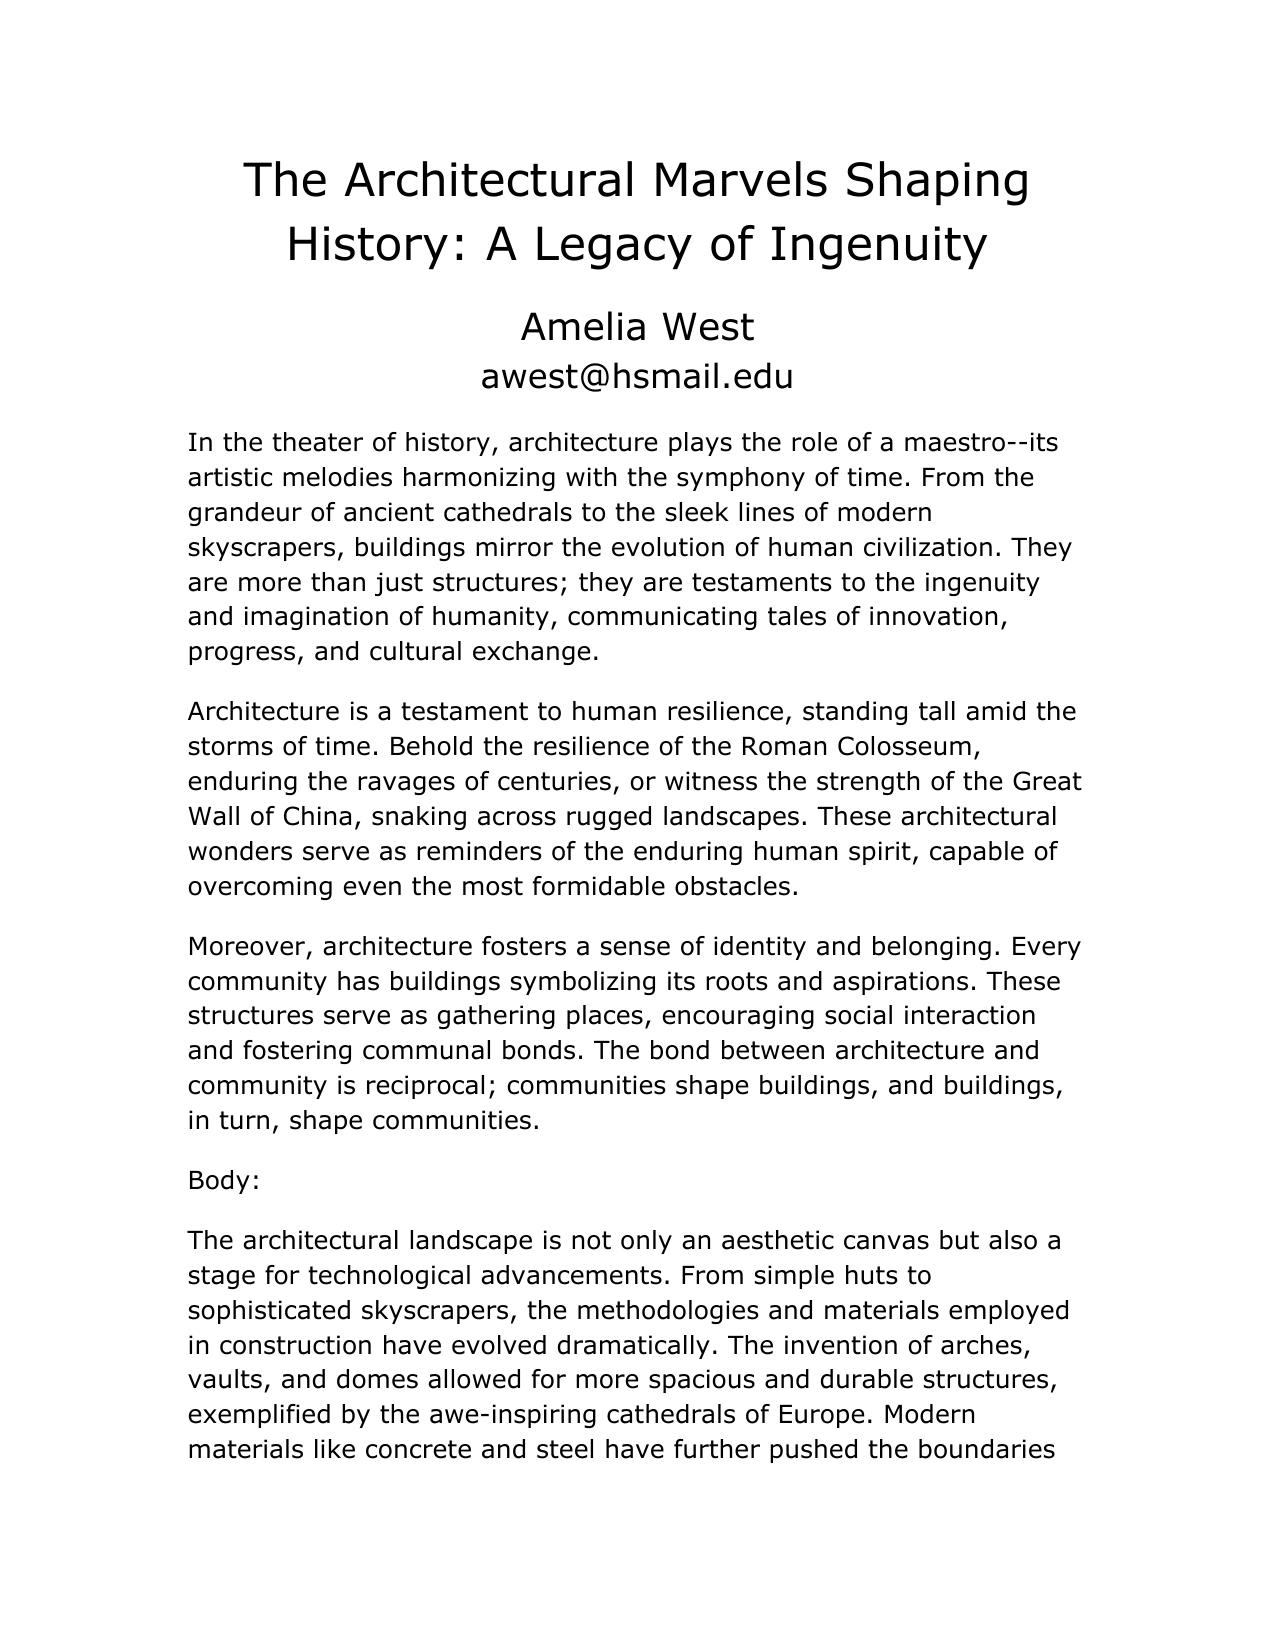 The Architectural Marvels Shaping
History: A Legacy of Ingenuity
Amelia West
awest@hsmail.edu
In the theater of history, architecture plays the role of a maestro--its
artistic melodies harmonizing with the symphony of time. From the
grandeur of ancient cathedrals to the sleek lines of modern
skyscrapers, buildings mirror the evolution of human civilization. They
are more than just structures; they are testaments to the ingenuity
and imagination of humanity, communicating tales of innovation,
progress, and cultural exchange.
Architecture is a testament to human resilience, standing tall amid the
storms of time. Behold the resilience of the Roman Colosseum,
enduring the ravages of centuries, or witness the strength of the Great
Wall of China, snaking across rugged landscapes. These architectural
wonders serve as reminders of the enduring human spirit, capable of
overcoming even the most formidable obstacles.
Moreover, architecture fosters a sense of identity and belonging. Every
community has buildings symbolizing its roots and aspirations. These
structures serve as gathering places, encouraging social interaction
and fostering communal bonds. The bond between architecture and
community is reciprocal; communities shape buildings, and buildings,
in turn, shape communities.
Body:
The architectural landscape is not only an aesthetic canvas but also a
stage for technological advancements. From simple huts to
sophisticated skyscrapers, the methodologies and materials employed
in construction have evolved dramatically. The invention of arches,
vaults, and domes allowed for more spacious and durable structures,
exemplified by the awe-inspiring cathedrals of Europe. Modern
materials like concrete and steel have further pushed the boundaries